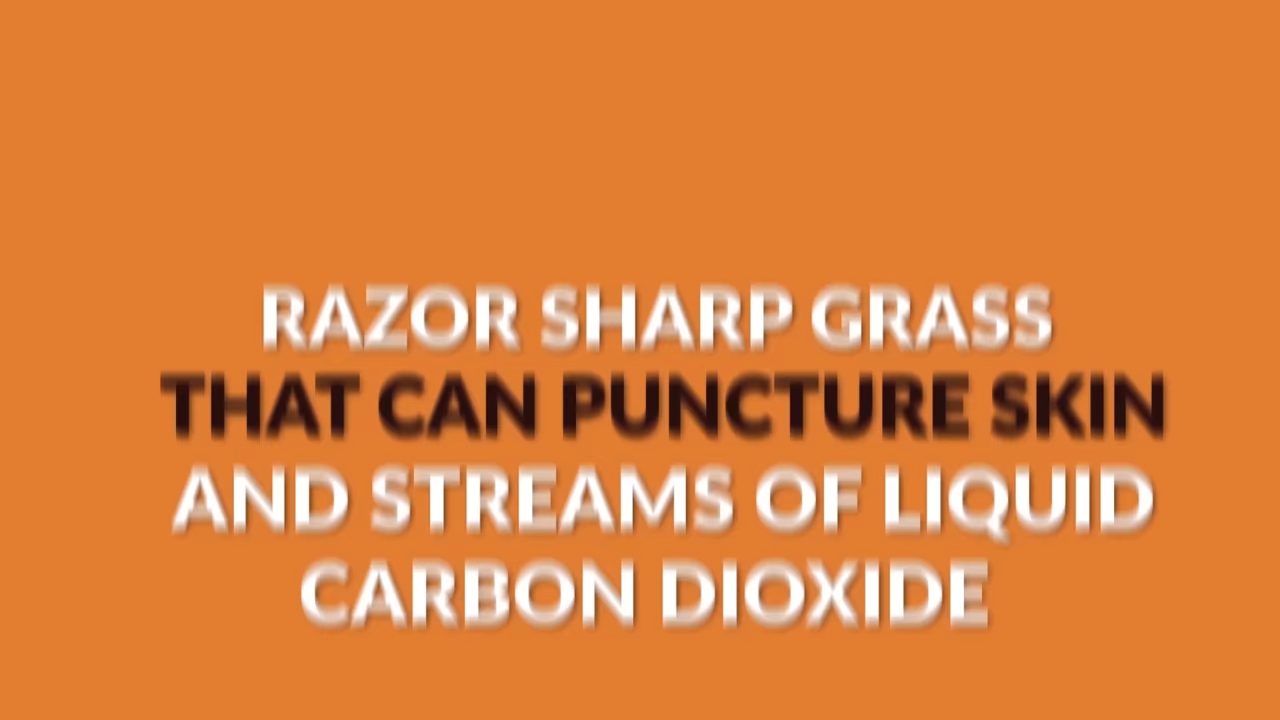 RAZOR SHARP GRASS
THAT CAN PUNCTURE SKIN
AND STREAMS OF LIQUID
CARBON DIOXIDE